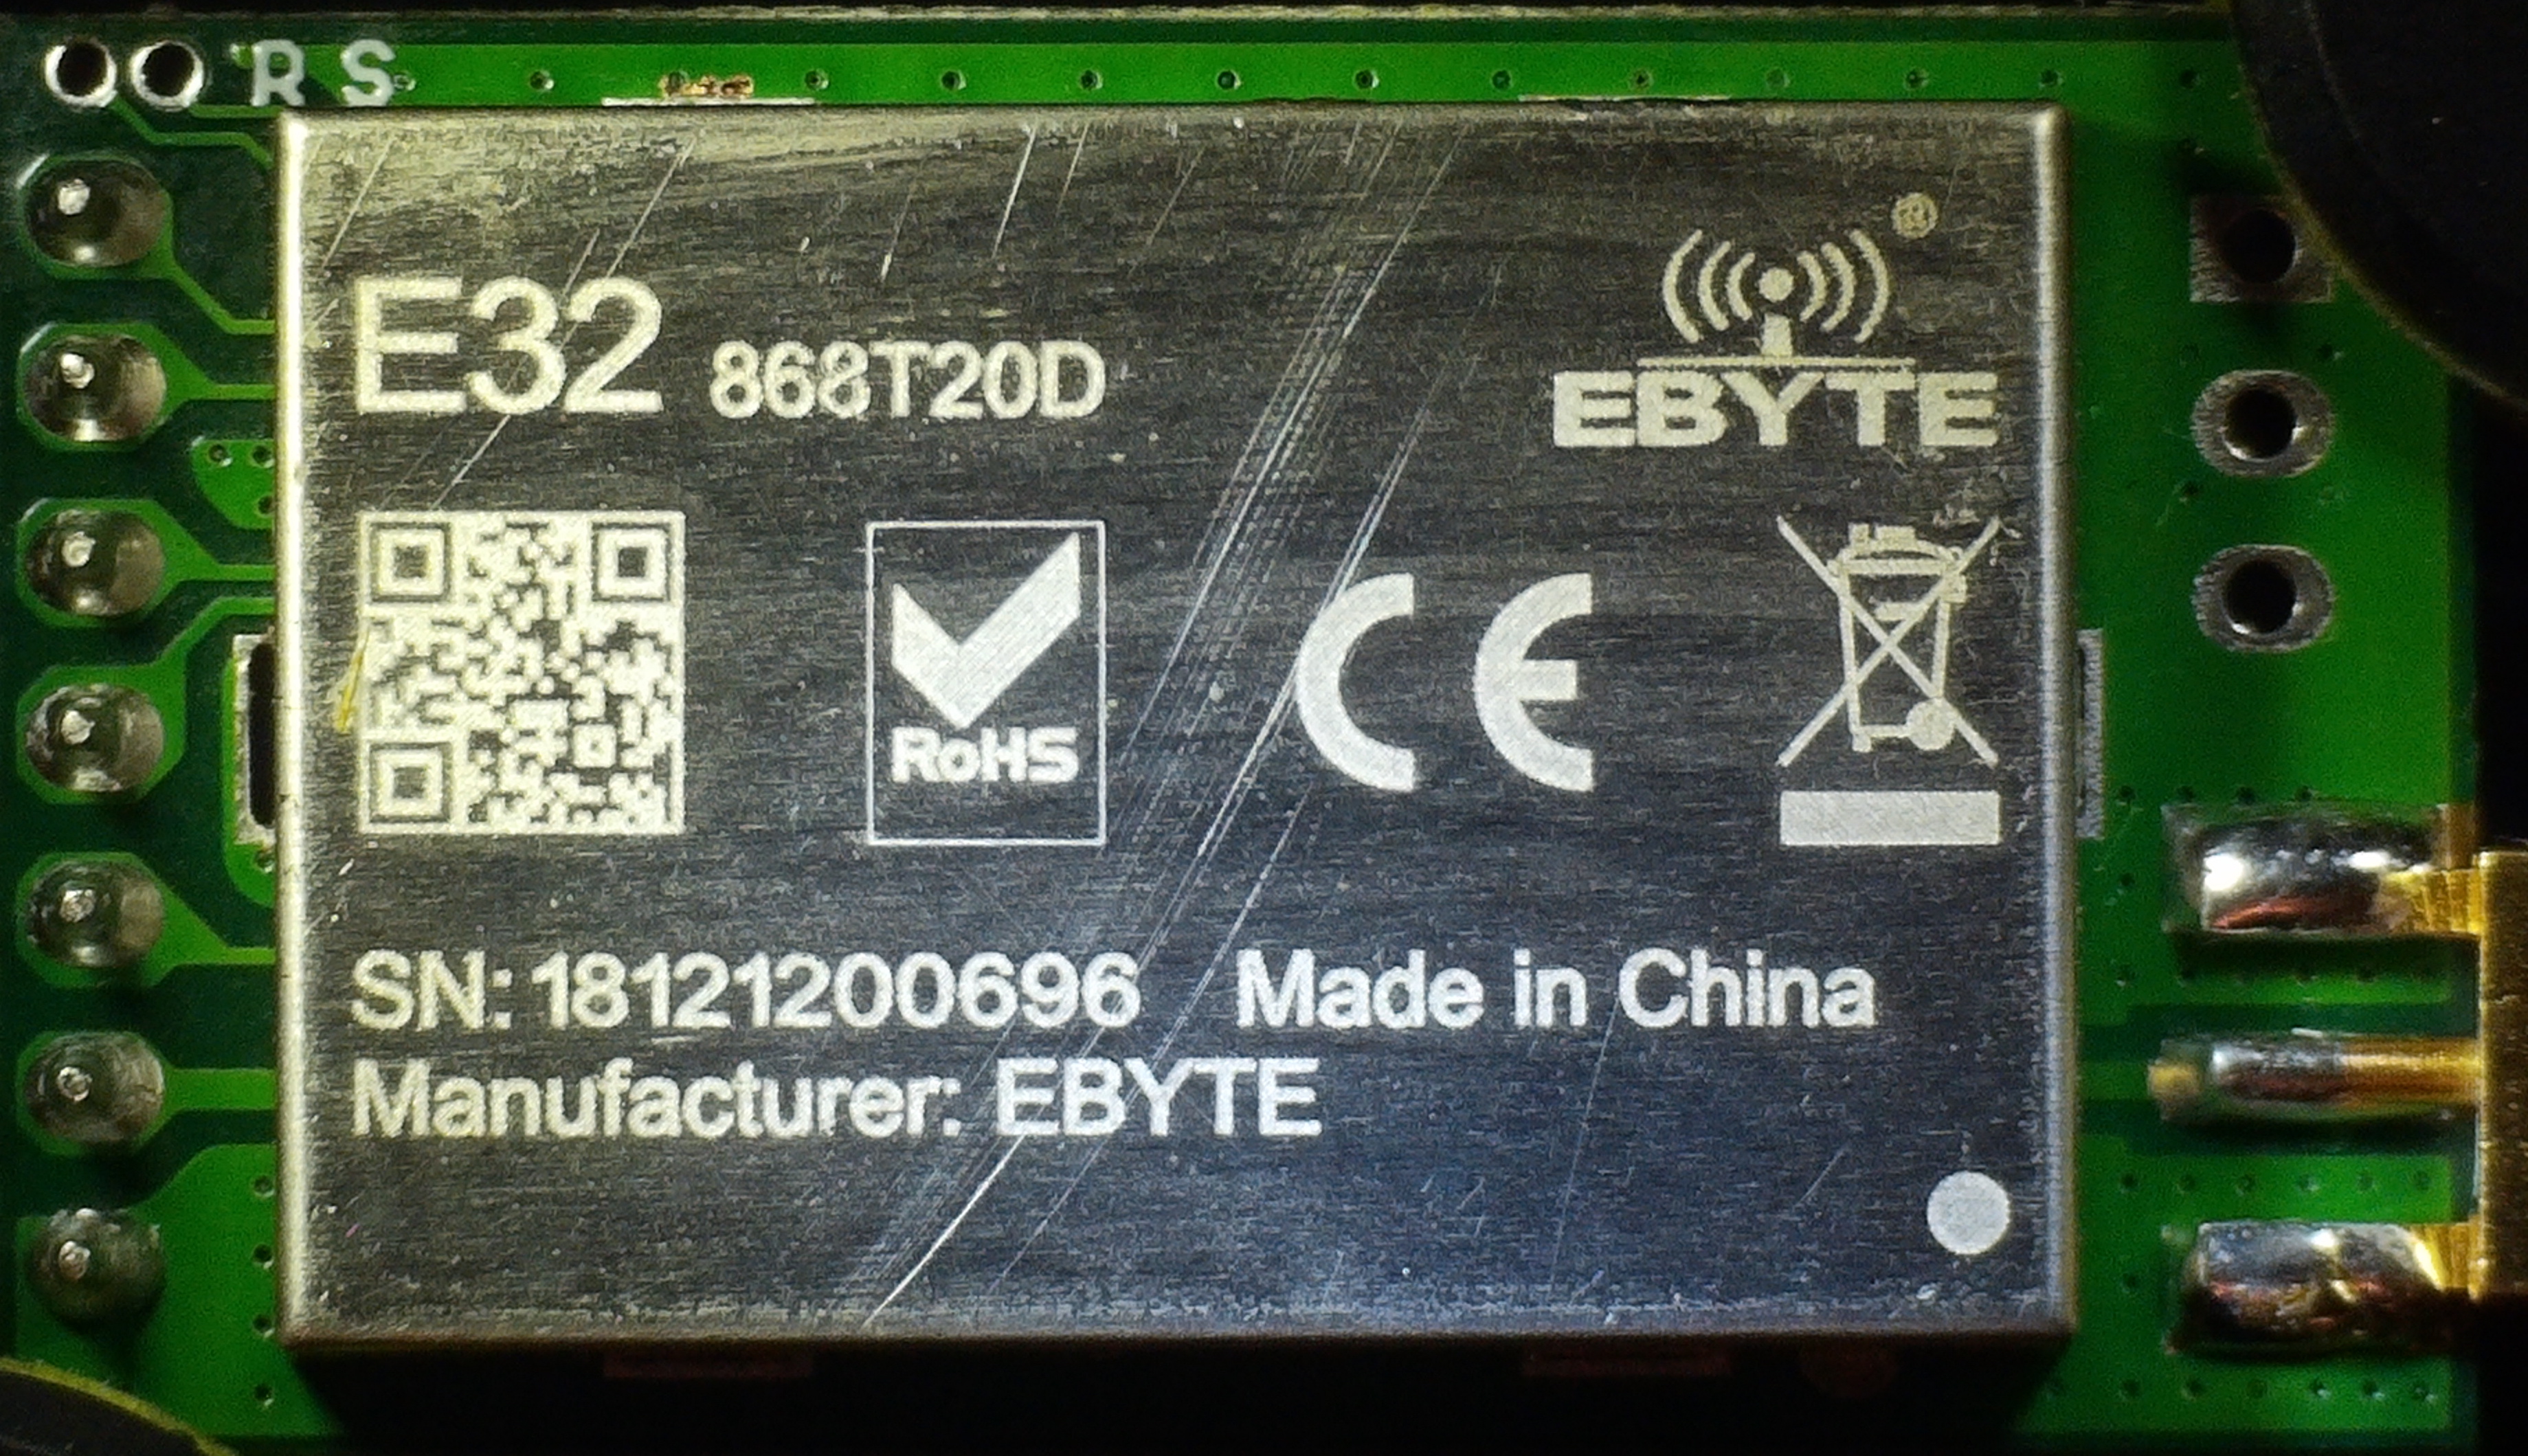 R S
®
E32 868T20D
EBYTE
RoHS
CE
SN: 18121200696 Made in China
Manufacturer: EBYTE